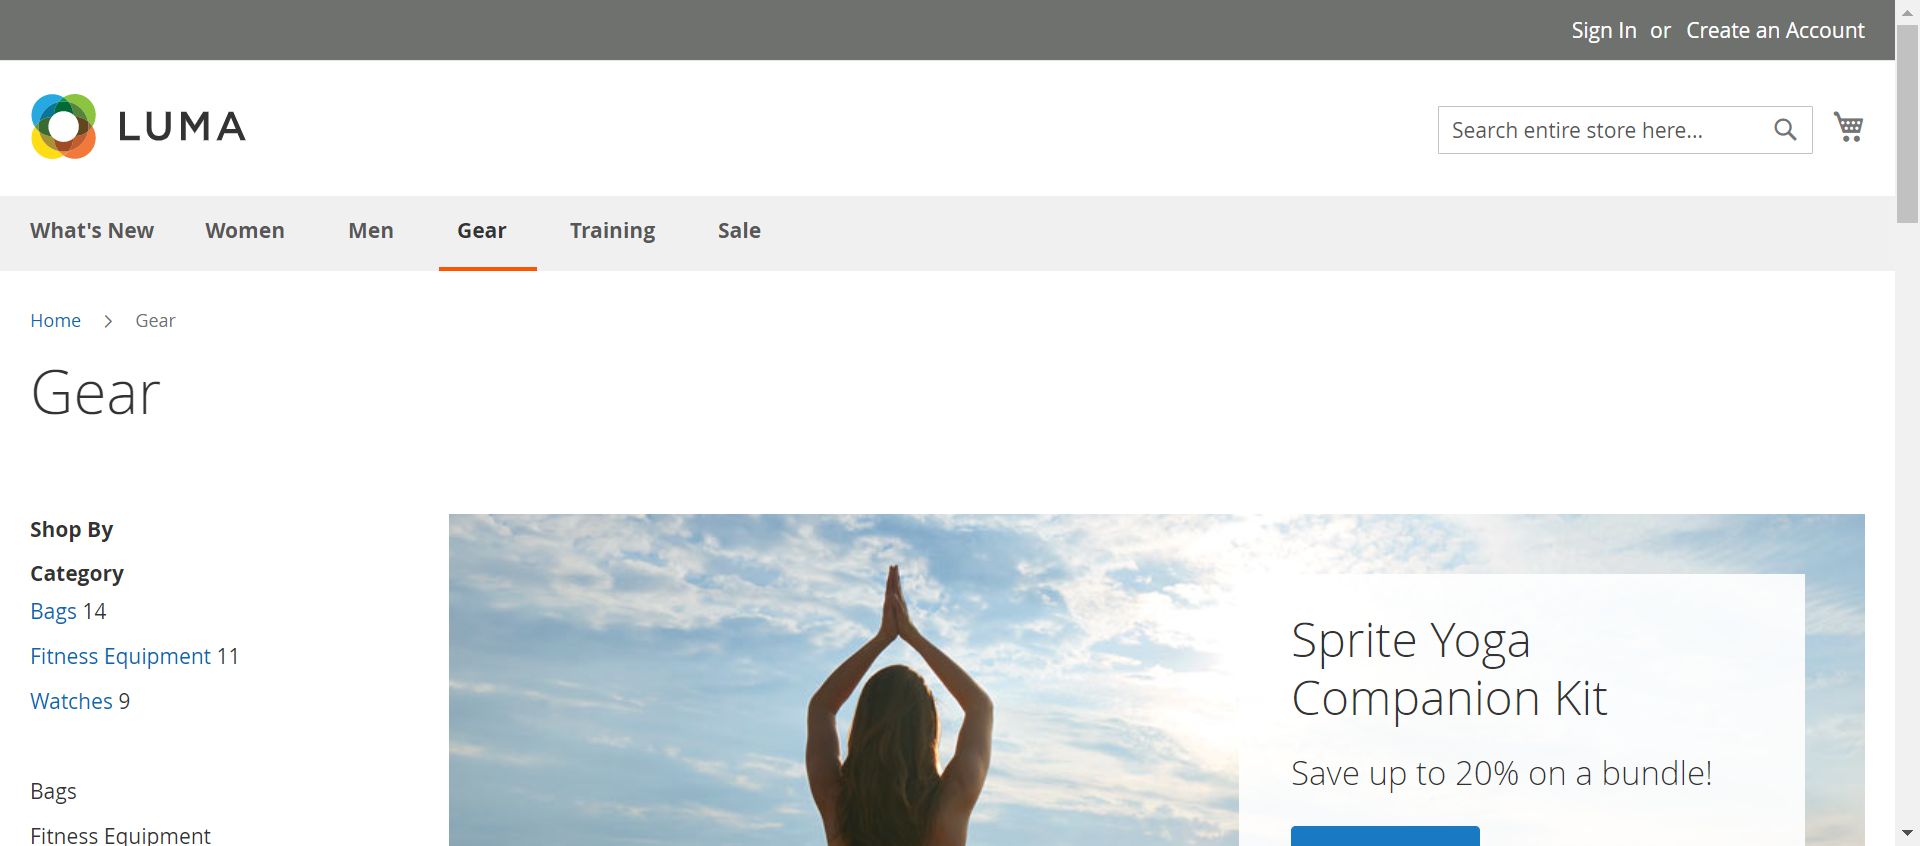 Sign In or Create an Account
LUMA
Search entire store here...
What's New Women Men Gear Training Sale
Home > Gear
Gear
Shop By
Category
Bags 14
Fitness Equipment 11
Watches 9
Bags
Fitness Equipment
Sprite Yoga
Companion Kit
Save up to 20% on a bundle!